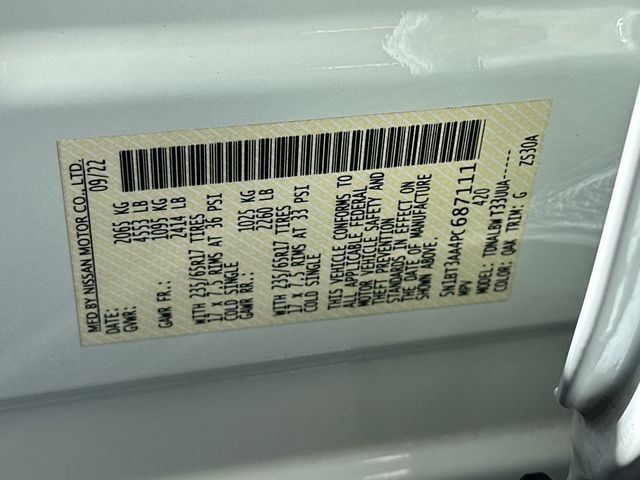 MFD BY NISSAN MOTOR CO., LTD.
DATE: 09/22
GVWR: 2065 KG
4553 LB
GAWR FR.: 1095 KG
2414 LB
WITH 235/65R17 TIRES
17 x 7.5 RIMS AT 36 PSI
COLD SINGLE
GAWR RR.: 1025 KG
2260 LB
WITH 235/65R17 TIRES
17 x 7.5 RIMS AT 33 PSI
COLD SINGLE
THIS VEHICLE CONFORMS TO
ALL APPLICABLE FEDERAL
MOTOR VEHICLE SAFETY AND
THEFT PREVENTION
STANDARDS IN EFFECT ON
THE DATE OF MANUFACTURE
SHOWN ABOVE.
5N1BT3AA4PC687111
MPV 420
MODEL:
COLOR: QAK TRIM: G ZS30A